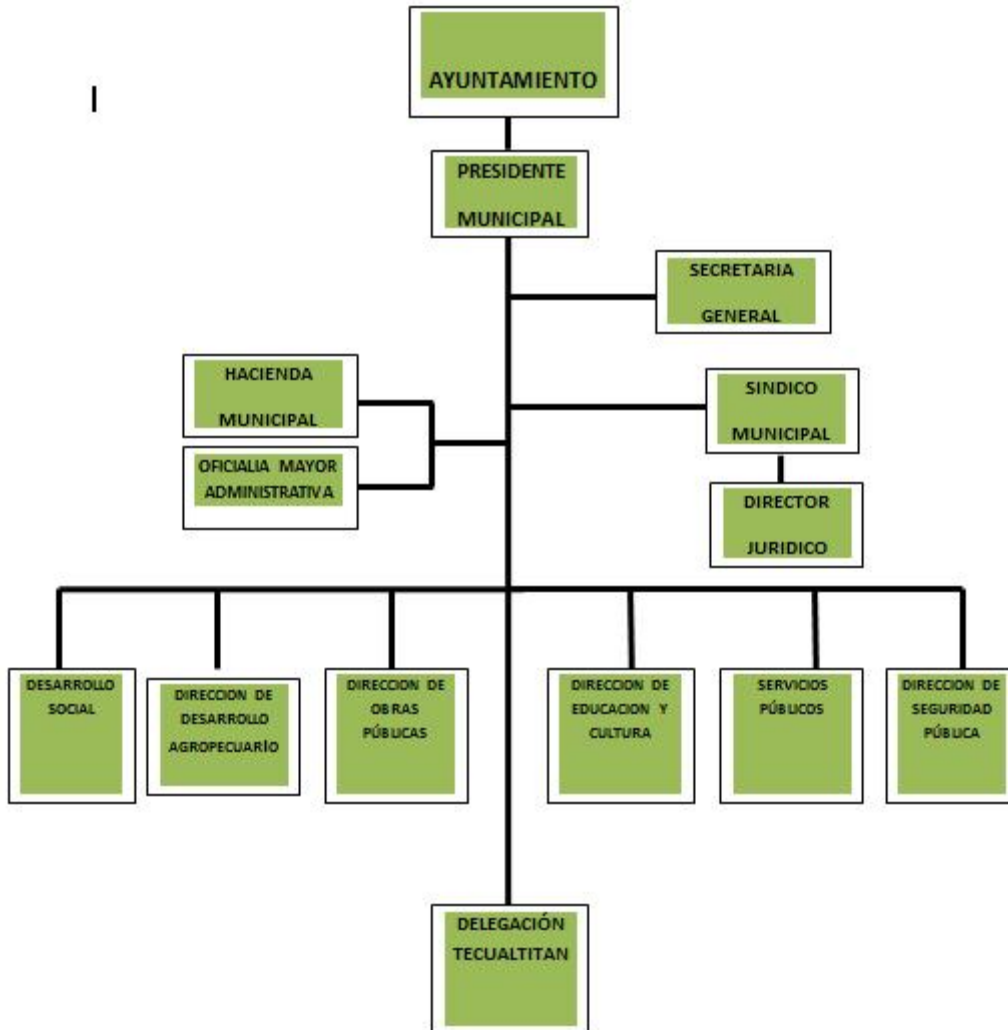 AYUNTAMIENTO
I
PRESIDENTE
MUNICIPAL
SECRETARIA
GENERAL
HACIENDA
MUNICIPAL
SINDICO
MUNICIPAL
OFICIALIA MAYOR
ADMINISTRATIVA
DIRECTOR
JURIDICO
DESARROLLO
SOCIAL
DIRECCION DE
DESARROLLO
AGROPECUARÍO
DIRECCION DE
OBRAS
PÚBLICAS
DIRECCION DE
EDUCACION Y
CULTURA
SERVICIOS
PÚBLICOS
DIRECCION DE
SEGURIDAD
PÚBLICA
DELEGACIÓN
TECUALTITAN